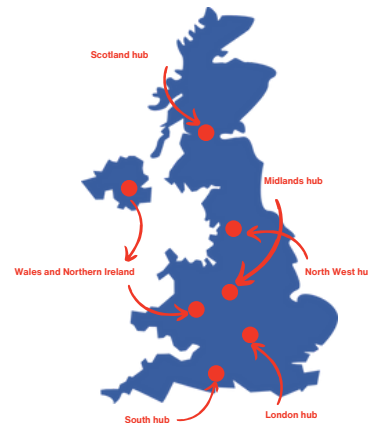 Scotland hub
Midlands hub
Wales and Northern Ireland
North West hu
South hub
London hub